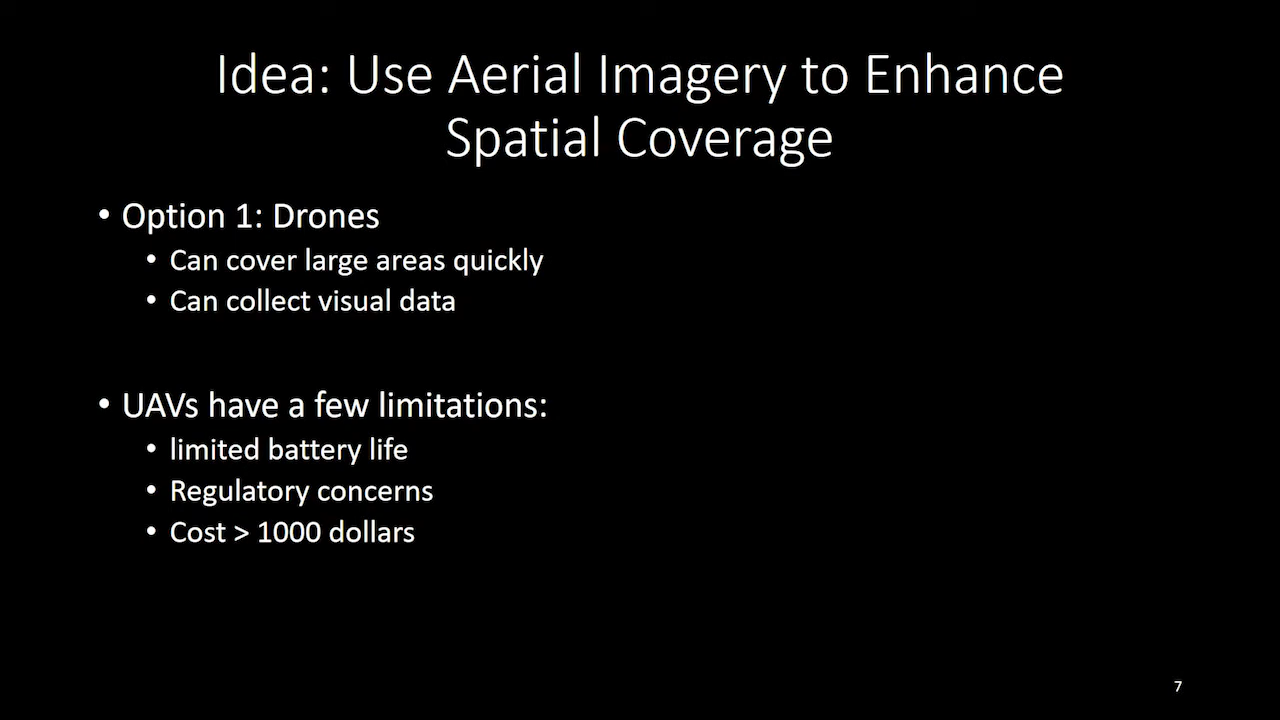 Idea: Use Aerial Imagery to Enhance
Spatial Coverage
• Option 1: Drones
• Can cover large areas quickly
• Can collect visual data
• UAVs have a few limitations:
• limited battery life
• Regulatory concerns
• Cost > 1000 dollars
7